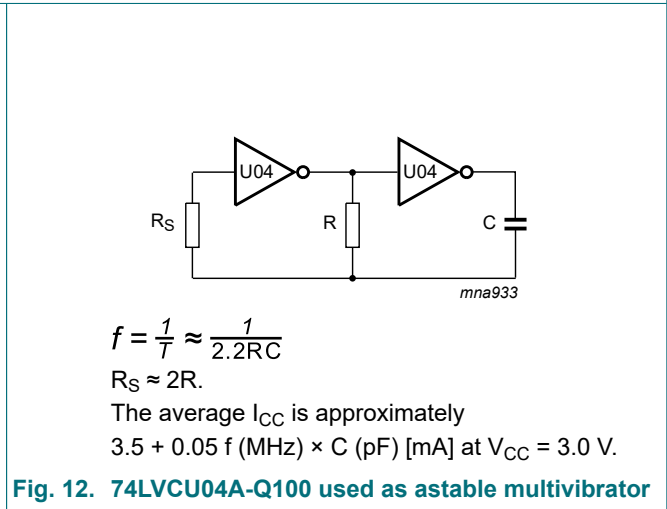 U04 U04
RS R C
mna933
f = 1/T ≈ 1/2.2RC
RS ≈ 2R.
The average ICC is approximately
3.5 + 0.05 f (MHz) × C (pF) [mA] at VCC = 3.0 V.
Fig. 12. 74LVCU04A-Q100 used as astable multivibrator